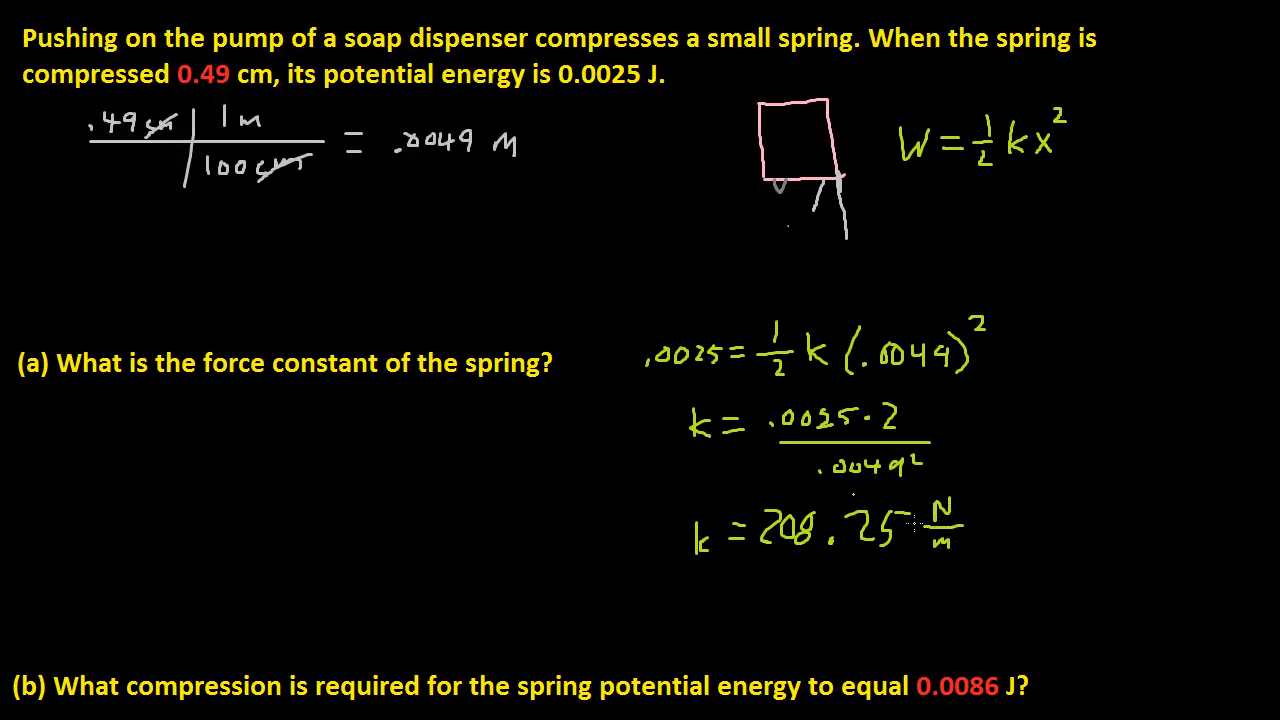 Pushing on the pump of a soap dispenser compresses a small spring. When the spring is
compressed 0.49 cm, its potential energy is 0.0025 J.
.49 cm | 1 m
100 cm = .0049 M
W = 1/2 k x²
(a) What is the force constant of the spring?
.0025 = 1/2 k (.0049)²
k = .0025 · 2
.0049²
k = 208.25 N/m
(b) What compression is required for the spring potential energy to equal 0.0086 J?